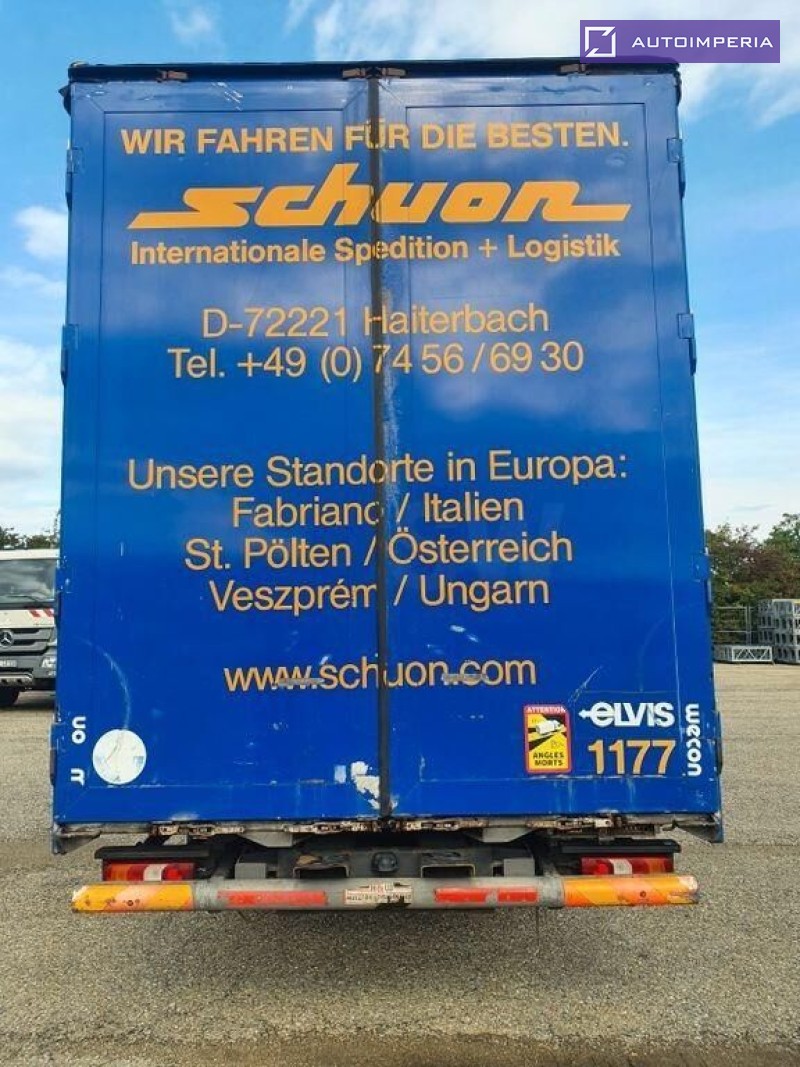 AUTOIMPERIA
WIR FAHREN FÜR DIE BESTEN.
schuon
Internationale Spedition + Logistik
D-72221 Haiterbach
Tel. +49 (0) 74 56/69 30
Unsere Standorte in Europa:
Fabriano / Italien
St. Pölten / Österreich
Veszprém / Ungarn
www.schuon.com
ATTENTION
ANGLES
MORTS
ELVIS
1177
wecon